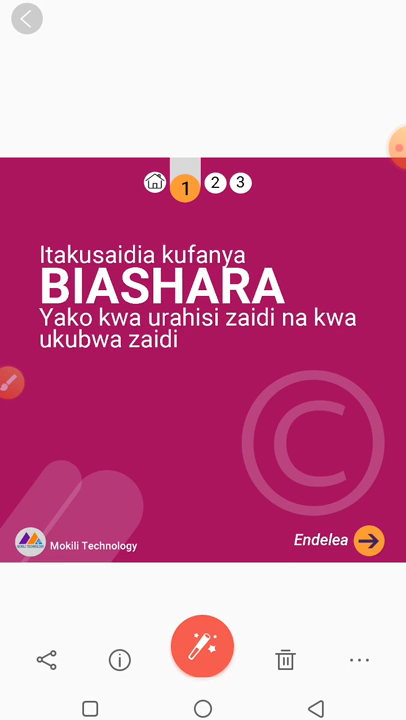 1 2 3
Itakusaidia kufanya
BIASHARA
Yako kwa urahisi zaidi na kwa
ukubwa zaidi
©
Endelea
Mokili Technology